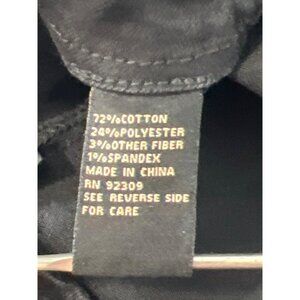 72%COTTON
24%POLYESTER
3%OTHER FIBER
1%SPANDEX
MADE IN CHINA
RN 92309
SEE REVERSE SIDE
FOR CARE